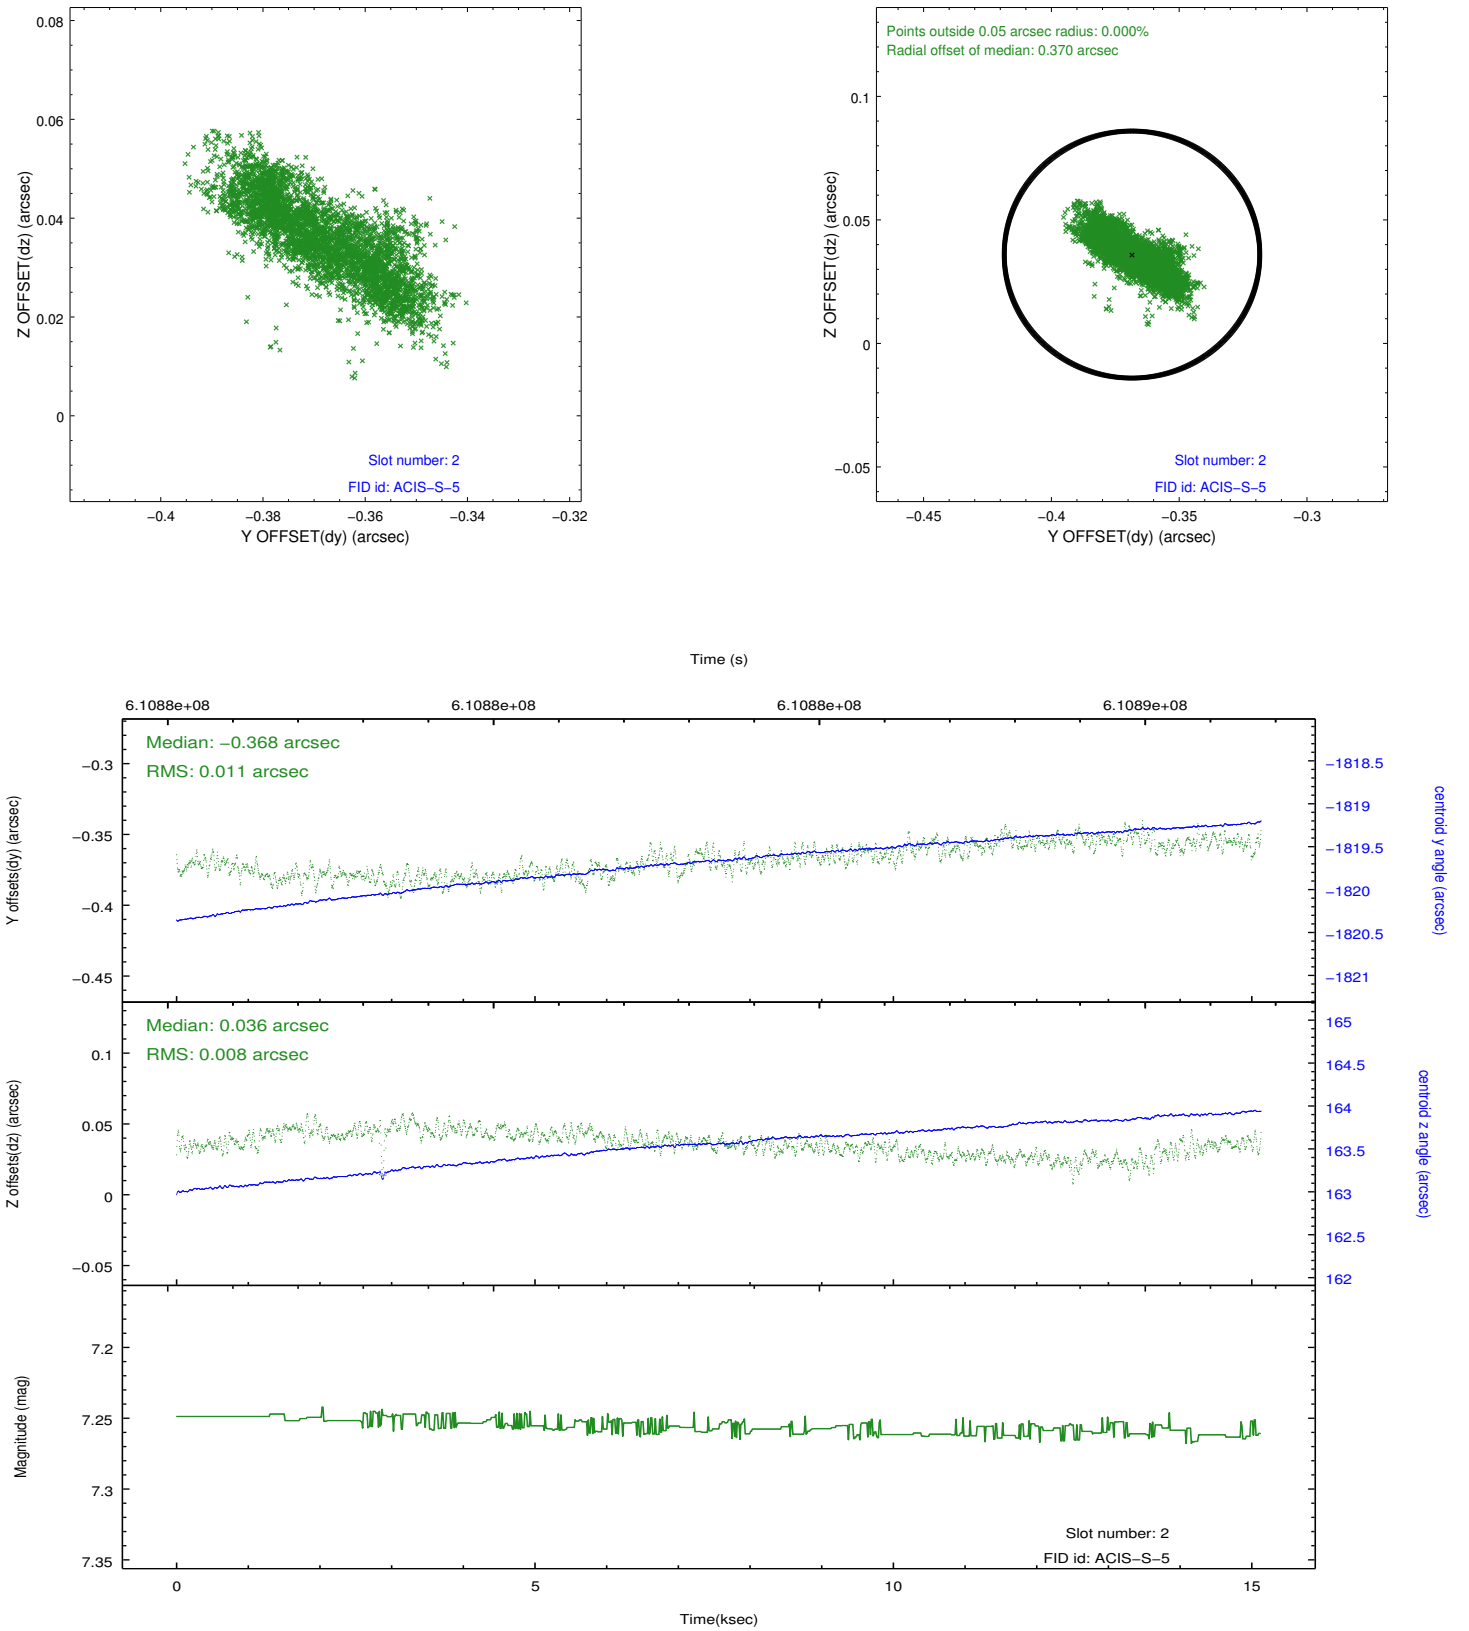 0.08
0.06
0.04
0.02
0
−0.4
−0.38
−0.36
−0.34
−0.32
Z OFFSET(dz) (arcsec)
Y OFFSET(dy) (arcsec)
Slot number: 2
FID id: ACIS−S−5
Points outside 0.05 arcsec radius: 0.000%
Radial offset of median: 0.370 arcsec
0.1
0.05
0
−0.05
−0.45
−0.4
−0.35
−0.3
Z OFFSET(dz) (arcsec)
Y OFFSET(dy) (arcsec)
Slot number: 2
FID id: ACIS−S−5
Time (s)
6.1088e+08
6.1088e+08
6.1088e+08
6.1089e+08
Median: −0.368 arcsec
RMS: 0.011 arcsec
−0.3
−0.35
−0.4
−0.45
Y offsets(dy) (arcsec)
−1818.5
−1819
−1819.5
−1820
−1820.5
−1821
centroid y angle (arcsec)
Median: 0.036 arcsec
RMS: 0.008 arcsec
0.1
0.05
0
−0.05
Z offsets(dz) (arcsec)
165
164.5
164
163.5
163
162.5
162
centroid z angle (arcsec)
7.2
7.25
7.3
7.35
Magnitude (mag)
Slot number: 2
FID id: ACIS−S−5
0
5
10
15
Time(ksec)